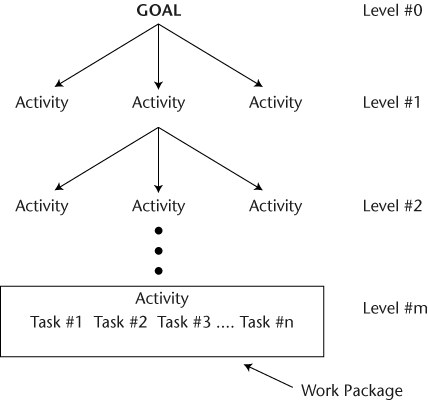 GOAL Level #0
Activity Activity Activity Level #1
Activity Activity Activity Level #2
Activity
Level #m
Task #1 Task #2 Task #3 .... Task #n
Work Package